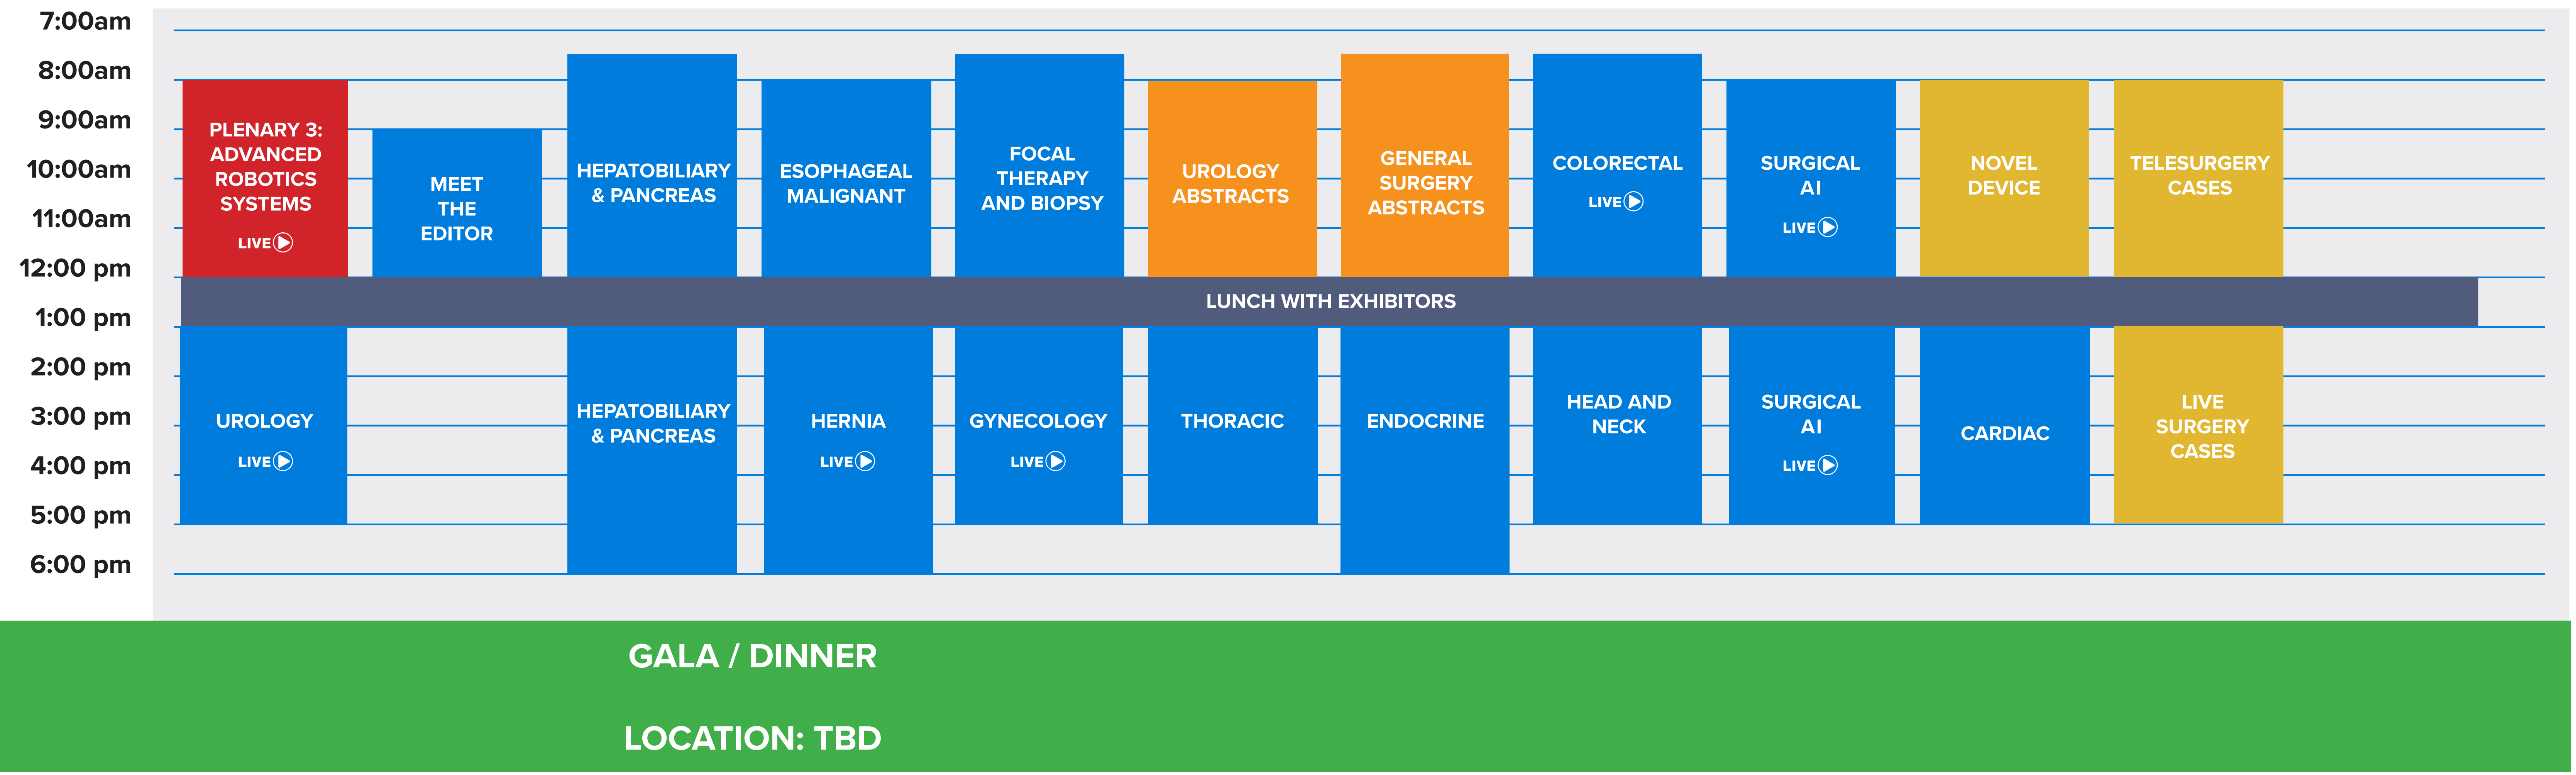 7:00am
8:00am
9:00am
10:00am
11:00am
12:00 pm
1:00 pm
2:00 pm
3:00 pm
4:00 pm
5:00 pm
6:00 pm
PLENARY 3:
ADVANCED
ROBOTICS
SYSTEMS
LIVE
MEET
THE
EDITOR
HEPATOBILIARY
& PANCREAS
ESOPHAGEAL
MALIGNANT
FOCAL
THERAPY
AND BIOPSY
UROLOGY
ABSTRACTS
GENERAL
SURGERY
ABSTRACTS
COLORECTAL
LIVE
SURGICAL
AI
LIVE
NOVEL
DEVICE
TELESURGERY
CASES
LUNCH WITH EXHIBITORS
UROLOGY
LIVE
HEPATOBILIARY
& PANCREAS
HERNIA
LIVE
GYNECOLOGY
LIVE
THORACIC
ENDOCRINE
HEAD AND
NECK
SURGICAL
AI
LIVE
CARDIAC
LIVE
SURGERY
CASES
GALA / DINNER
LOCATION: TBD